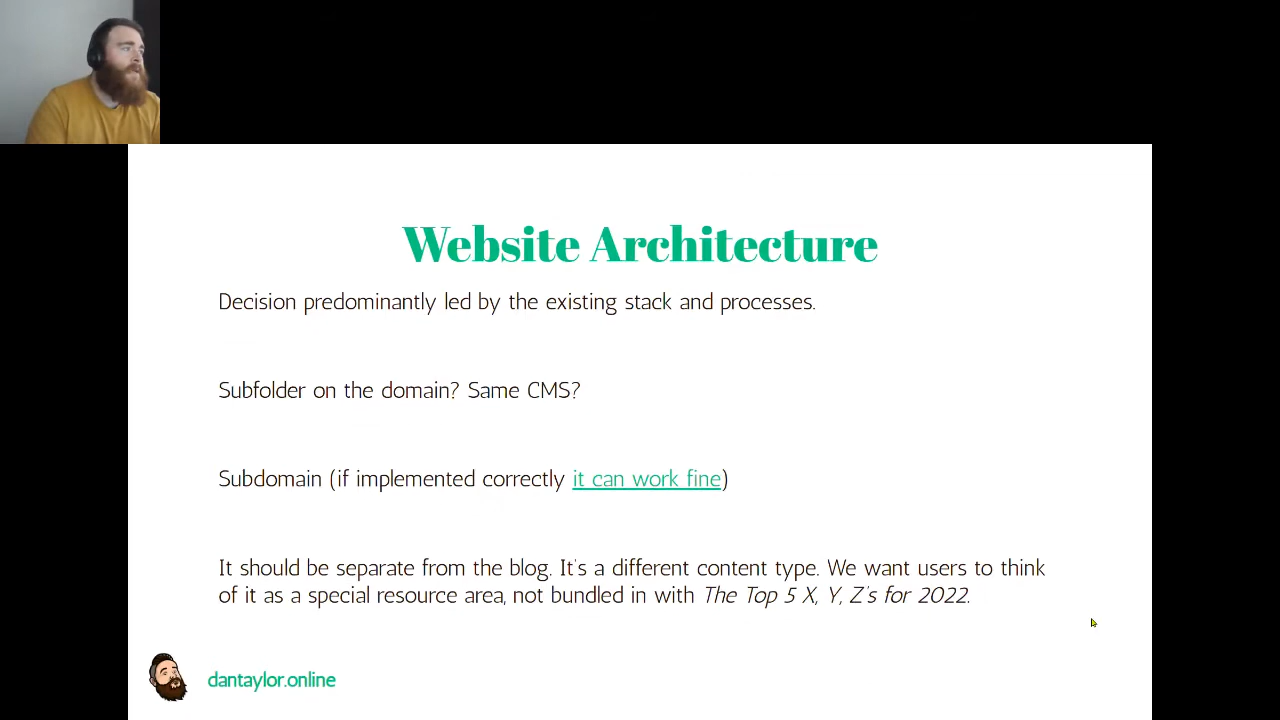 Website Architecture
Decision predominantly led by the existing stack and processes.
Subfolder on the domain? Same CMS?
Subdomain (if implemented correctly it can work fine)
It should be separate from the blog. It's a different content type. We want users to think
of it as a special resource area, not bundled in with The Top 5 X, Y, Z's for 2022.
dantaylor.online